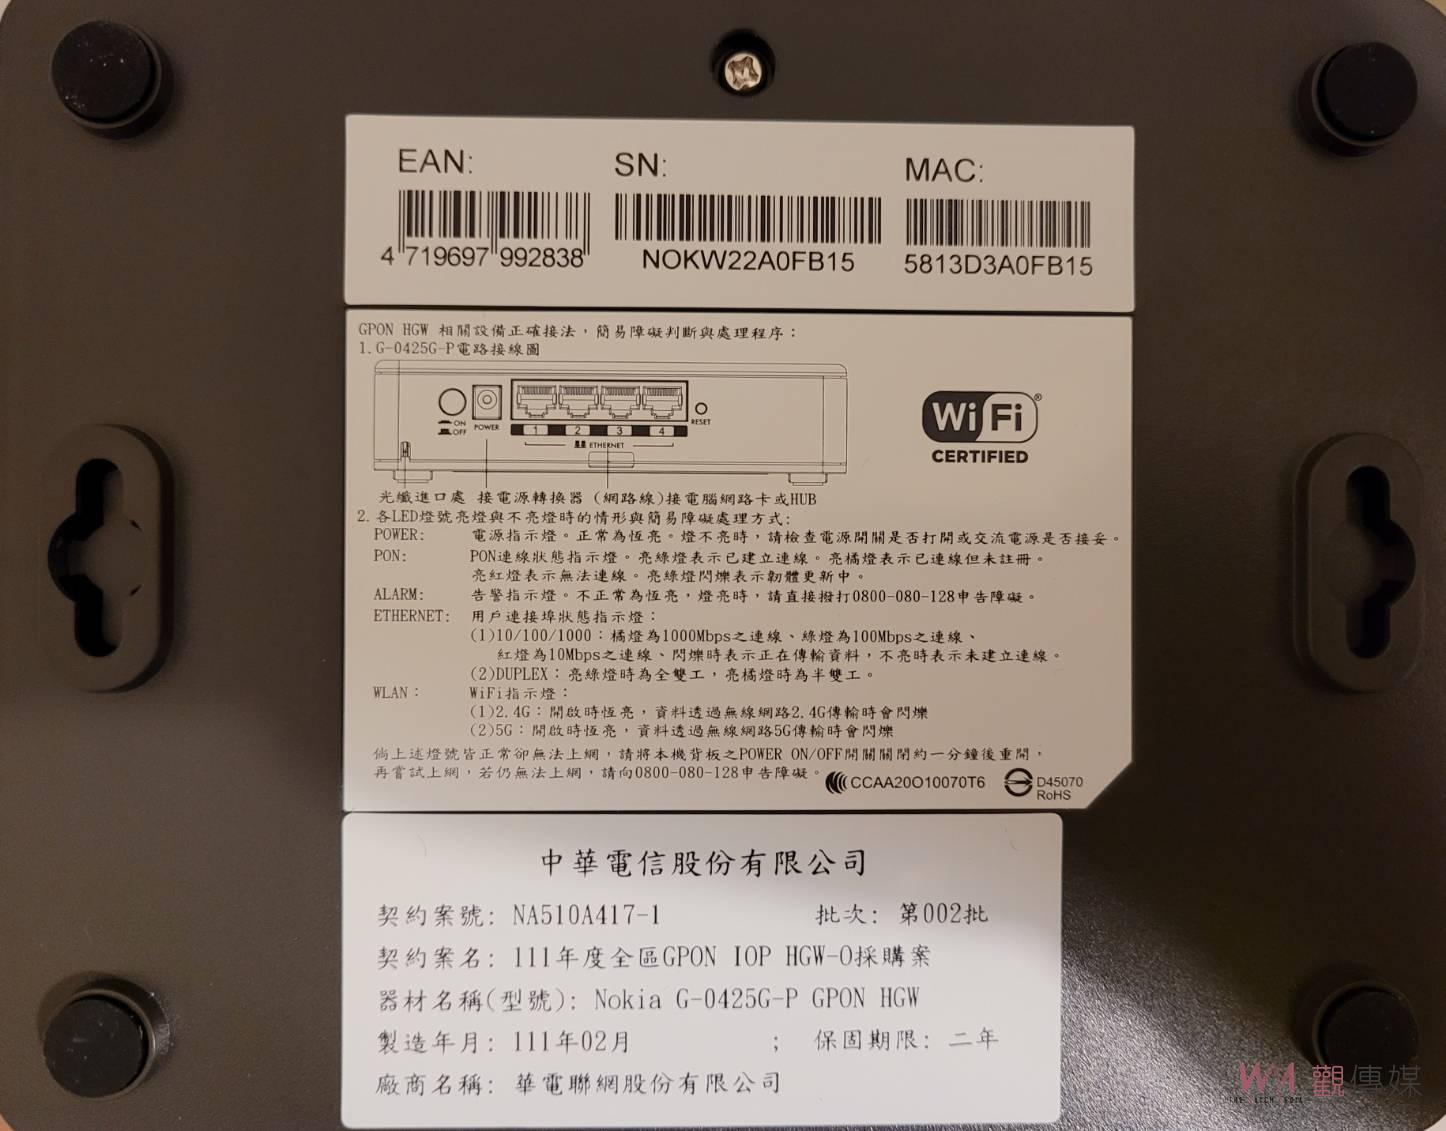 EAN: SN: MAC:
4 719697 992838 NOKW22A0FB15 5813D3A0FB15
GPON HGW 相關設備正確接法，簡易障礙判斷與處理程序：
1.G-0425G-P電路接線圖
ON
OFF
POWER
1 2 3 4
ETHERNET
RESET
WiFi®
CERTIFIED
光纖進口處 接電源轉換器 (網路線)接電腦網路卡或HUB
2.各LED燈號亮燈與不亮燈時的情形與簡易障礙處理方式:
POWER: 電源指示燈。正常為恆亮。燈不亮時，請檢查電源開關是否打開或交流電源是否接妥。
PON: PON連線狀態指示燈。亮綠燈表示已建立連線。亮橘燈表示已連線但未註冊。
亮紅燈表示無法連線。亮綠燈閃爍表示韌體更新中。
ALARM: 告警指示燈。不正常為恆亮，燈亮時，請直接撥打0800-080-128申告障礙。
ETHERNET: 用戶連接埠狀態指示燈：
(1)10/100/1000：橘燈為1000Mbps之連線、綠燈為100Mbps之連線、
紅燈為10Mbps之連線、閃爍時表示正在傳輸資料，不亮時表示未建立連線。
(2)DUPLEX：亮綠燈時為全雙工，亮橘燈時為半雙工。
WLAN： WiFi指示燈：
(1)2.4G：開啟時恆亮，資料透過無線網路2.4G傳輸時會閃爍
(2)5G：開啟時恆亮，資料透過無線網路5G傳輸時會閃爍
倘上述燈號皆正常卻無法上網，請將本機背板之POWER ON/OFF開關關閉約一分鐘後重開，
再嘗試上網，若仍無法上網，請向0800-080-128申告障礙。
CCAA20O10070T6
D45070
RoHS
中華電信股份有限公司
契約案號: NA510A417-1 批次: 第002批
契約案名: 111年度全區GPON IOP HGW-O採購案
器材名稱(型號): Nokia G-0425G-P GPON HGW
製造年月: 111年02月 ; 保固期限: 二年
廠商名稱: 華電聯網股份有限公司
觀傳媒